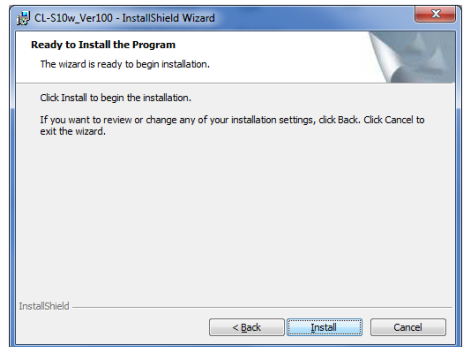 CL-S10w_Ver100 - InstallShield Wizard
Ready to Install the Program
The wizard is ready to begin installation.
Click Install to begin the installation.
If you want to review or change any of your installation settings, click Back. Click Cancel to
exit the wizard.
InstallShield
< Back Install Cancel